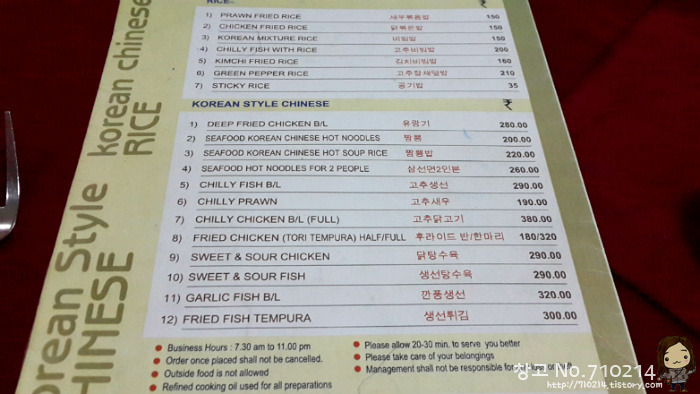 RICE
₹
1) PRAWN FRIED RICE 새우볶음밥 150
2) CHICKEN FRIED RICE 닭볶은밥 150
3) KOREAN MIXTURE RICE 비빔밥 150
4) CHILLY FISH WITH RICE 고추비빔밥 200
5) KIMCHI FRIED RICE 김치비빔밥 160
6) GREEN PEPPER RICE 고추잡채덮밥 210
7) STICKY RICE 공기밥 35
KOREAN STYLE CHINESE ₹
1) DEEP FRIED CHICKEN B/L 유랑기 280.00
2) SEAFOOD KOREAN CHINESE HOT NOODLES 짬뽕 200.00
3) SEAFOOD KOREAN CHINESE HOT SOUP RICE 짬뽕밥 220.00
4) SEAFOOD HOT NOODLES FOR 2 PEOPLE 삼선면2인분 260.00
5) CHILLY FISH B/L 고추생선 290.00
6) CHILLY PRAWN 고추새우 190.00
7) CHILLY CHICKEN B/L (FULL) 고추닭고기 380.00
8) FRIED CHICKEN (TORI TEMPURA) HALF/FULL 후라이드 반/한마리 180/320
9) SWEET & SOUR CHICKEN 닭탕수육 290.00
10) SWEET & SOUR FISH 생선탕수육 290.00
11) GARLIC FISH B/L 깐풍생선 320.00
12) FRIED FISH TEMPURA 생선튀김 300.00
Business Hours : 7.30 am to 11.00 pm
Order once placed shall not be cancelled.
Outside food is not allowed
Refined cooking oil used for all preparations
Please allow 20-30 min. to serve you better
Please take care of your belongings
Management shall not be responsible for
korean chinese
RICE
orean Style
HINESE
창고 No.710214
http://710214.tistory.com/